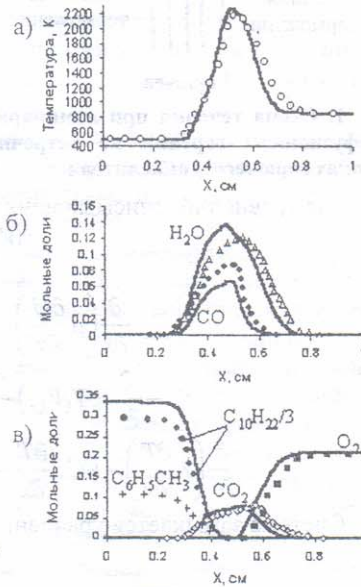 а)
Температура, К
2200
2000
1800
1600
1400
1200
1000
800
600
400
0 0.2 0.4 0.6 0.8 1
X, см
б)
Мольные доли
0.16
0.14
0.12
0.1
0.08
0.06
0.04
0.02
0
H₂O
CO
0 0.2 0.4 0.6 0.8
X, см
в)
Мольные доли
0.35
0.3
0.25
0.2
0.15
0.1
0.05
0
C₁₀H₂₂/3
O₂
C₆H₅CH₃
CO₂
0 0.2 0.4 0.6 0.8
X, см